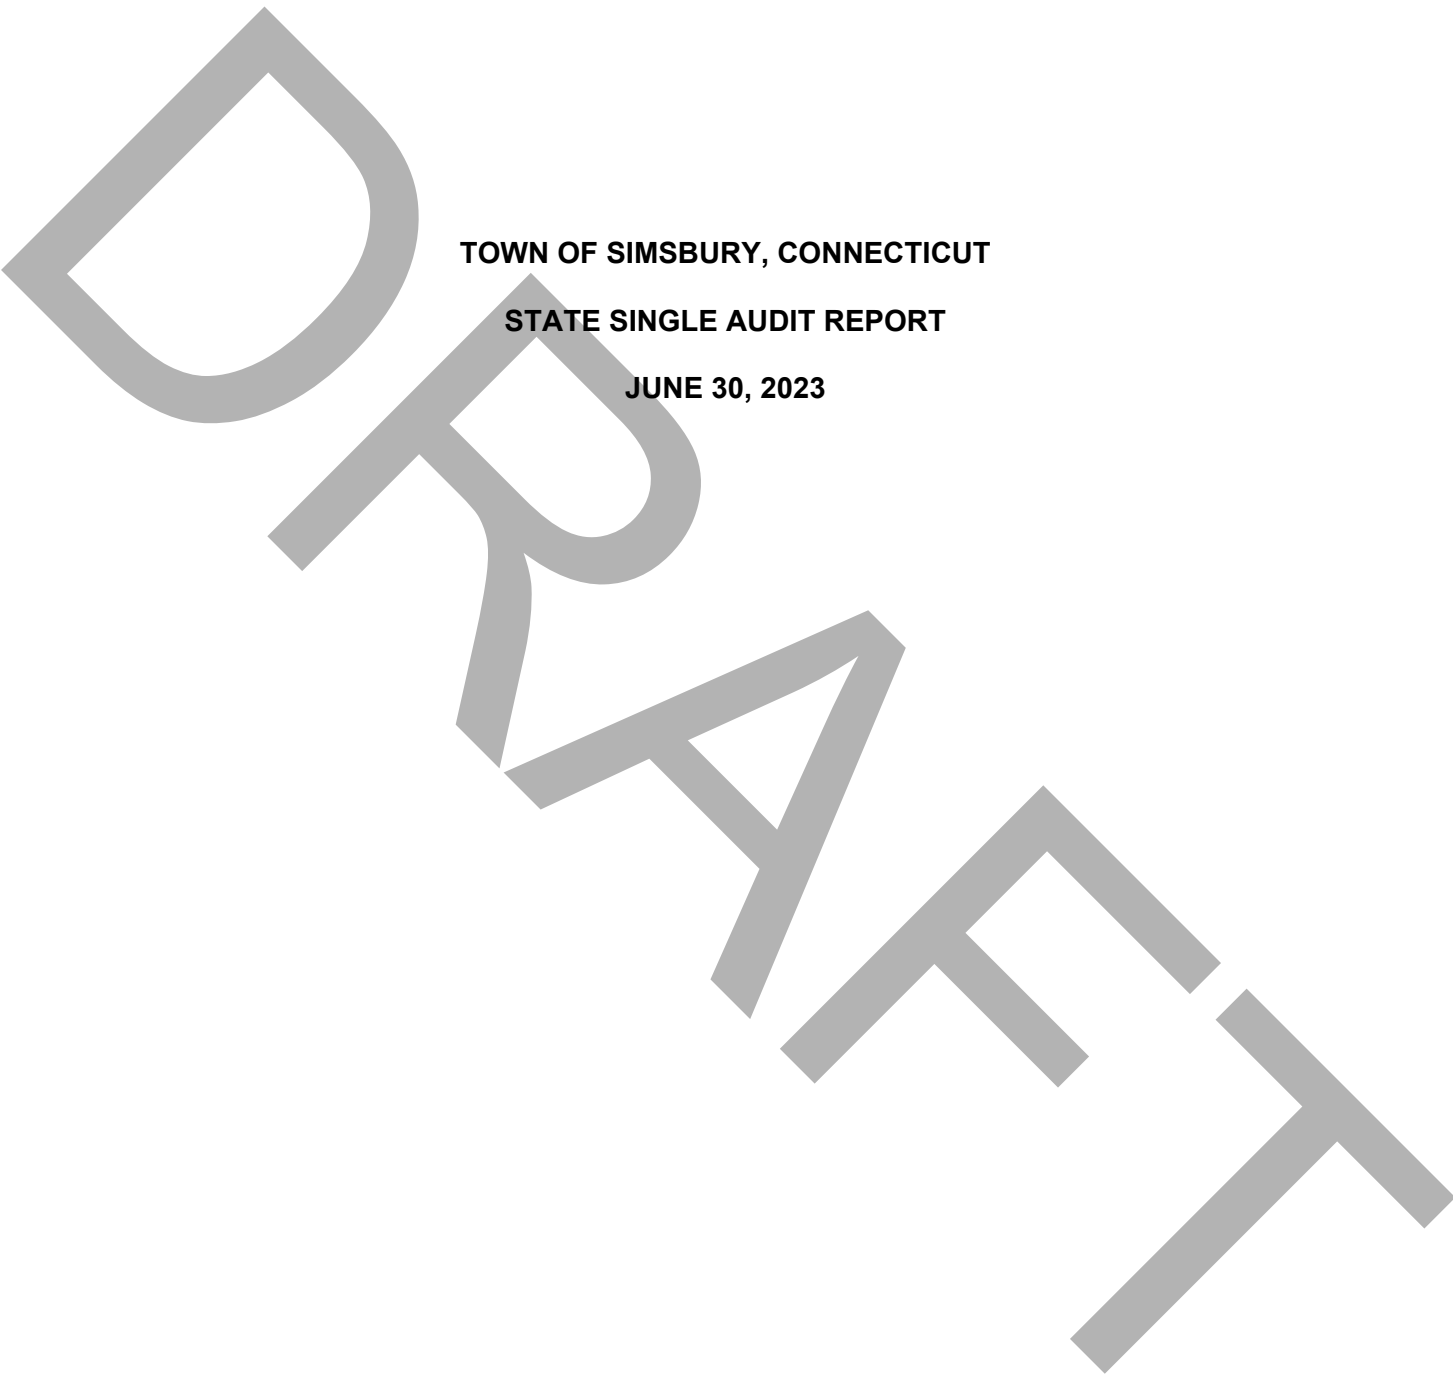 TOWN OF SIMSBURY, CONNECTICUT
STATE SINGLE AUDIT REPORT
JUNE 30, 2023
DRAFT